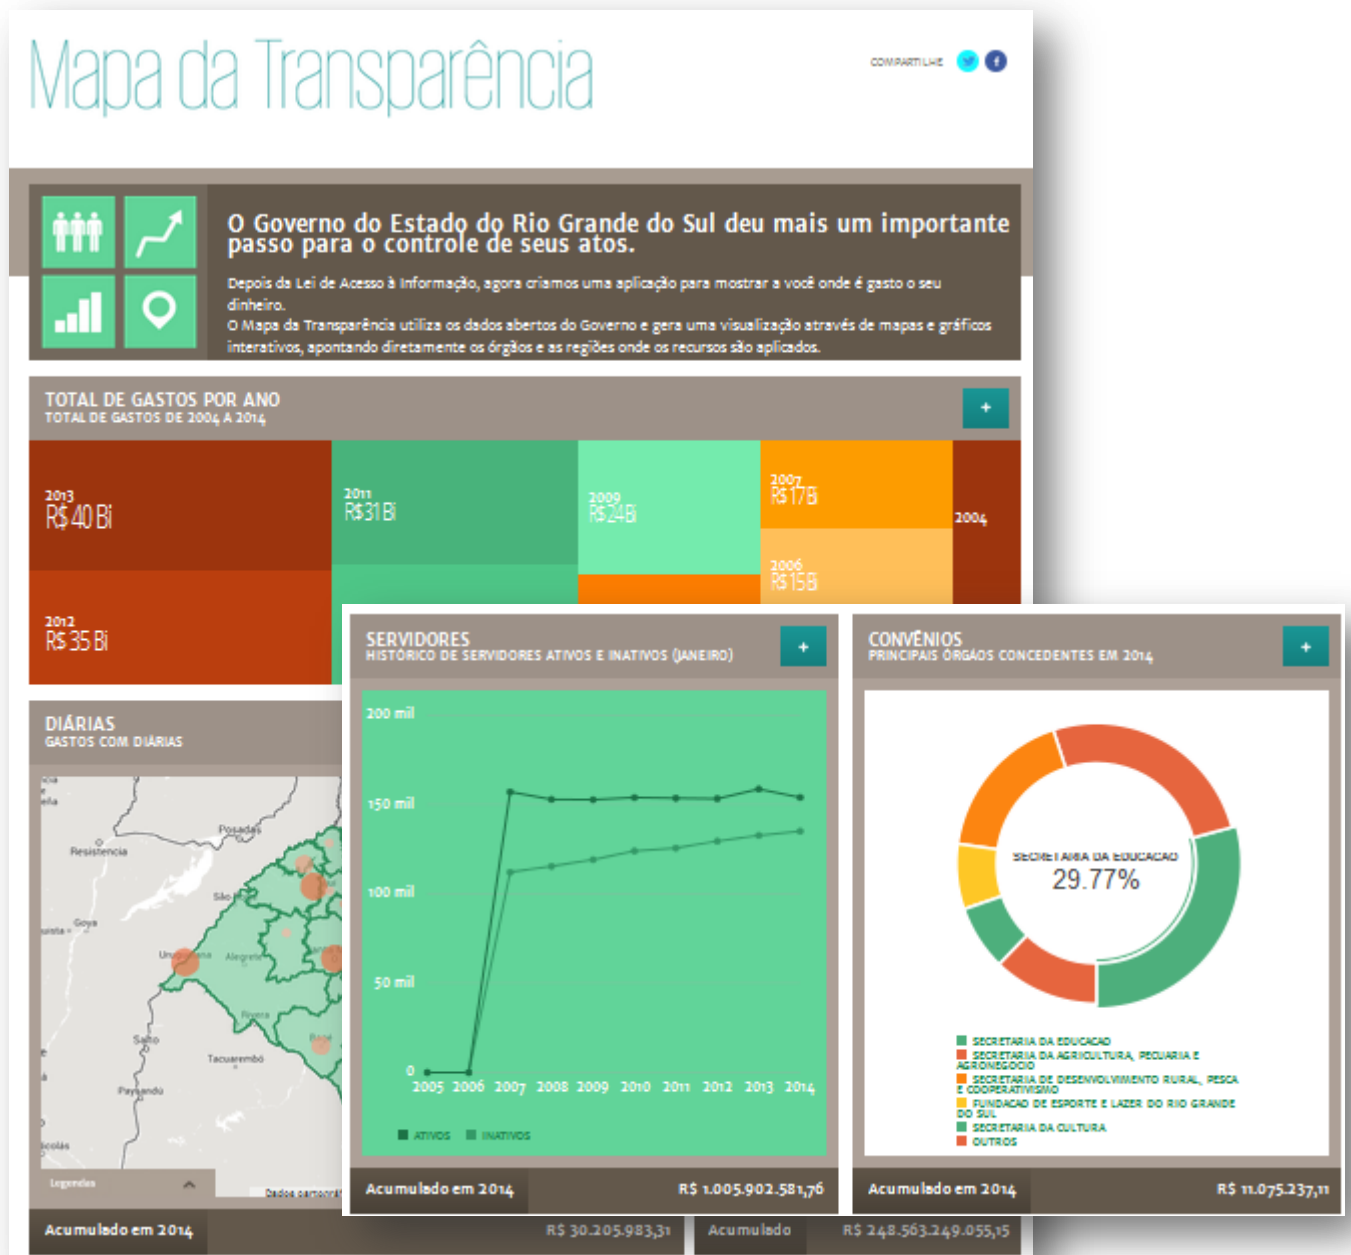 Mapa da Transparência
COMPARTILHE
O Governo do Estado do Rio Grande do Sul deu mais um importante
passo para o controle de seus atos.
Depois da Lei de Acesso à Informação, agora criamos uma aplicação para mostrar a você onde é gasto o seu
dinheiro.
O Mapa da Transparência utiliza os dados abertos do Governo e gera uma visualização através de mapas e gráficos
interativos, apontando diretamente os órgãos e as regiões onde os recursos são aplicados.
TOTAL DE GASTOS POR ANO
TOTAL DE GASTOS DE 2004 A 2014
+
2013
R$ 40 Bi
2011
R$31 Bi
2009
R$24Bi
2007
R$17Bi
2004
2006
R$15Bi
2012
R$ 35 Bi
DIÁRIAS
GASTOS COM DIÁRIAS
Posadas
Resistencia
São
Goya
Alegrete
Rivera
Bagé
Salto
Tacuarembó
Paysandú
Legendas
Acumulado em 2014
R$ 30.205.983,31
Acumulado
R$ 248.563.249.055,15
SERVIDORES
HISTÓRICO DE SERVIDORES ATIVOS E INATIVOS (JANEIRO)
+
200 mil
150 mil
100 mil
50 mil
0
2005 2006 2007 2008 2009 2010 2011 2012 2013 2014
ATIVOS INATIVOS
Acumulado em 2014
R$ 1.005.902.581,76
CONVÊNIOS
PRINCIPAIS ÓRGÃOS CONCEDENTES EM 2014
+
SECRETARIA DA EDUCACAO
29.77%
SECRETARIA DA EDUCACAO
SECRETARIA DA AGRICULTURA, PECUARIA E
AGRONEGOCIO
SECRETARIA DE DESENVOLVIMENTO RURAL, PESCA
E COOPERATIVISMO
FUNDACAO DE ESPORTE E LAZER DO RIO GRANDE
DO SUL
SECRETARIA DA CULTURA
OUTROS
Acumulado em 2014
R$ 11.075.237,11